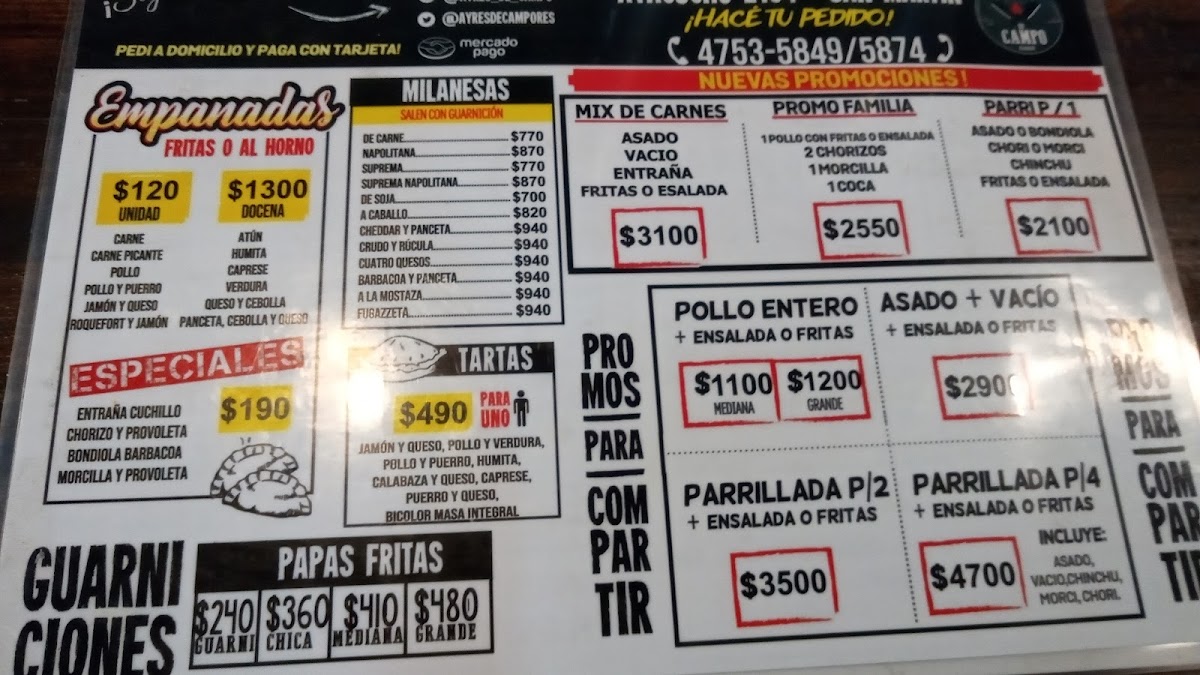 @AYRESDECAMPORES
PEDI A DOMICILIO Y PAGA CON TARJETA!
mercado
pago
¡HACÉ TU PEDIDO!
4753-5849/5874
CAMPO
Empanadas
FRITAS O AL HORNO
$120
UNIDAD
$1300
DOCENA
CARNE
CARNE PICANTE
POLLO
POLLO Y PUERRO
JAMÓN Y QUESO
ROQUEFORT Y JAMÓN
ATÚN
HUMITA
CAPRESE
VERDURA
QUESO Y CEBOLLA
PANCETA, CEBOLLA Y QUESO
ESPECIALES
ENTRAÑA CUCHILLO
CHORIZO Y PROVOLETA
BONDIOLA BARBACOA
MORCILLA Y PROVOLETA
$190
MILANESAS
SALEN CON GUARNICIÓN
DE CARNE $770
NAPOLITANA $870
SUPREMA $770
SUPREMA NAPOLITANA $870
DE SOJA $700
A CABALLO $820
CHEDDAR Y PANCETA $940
CRUDO Y RÚCULA $940
CUATRO QUESOS $940
BARBACOA Y PANCETA $940
A LA MOSTAZA $940
FUGAZZETA $940
TARTAS
$490
PARA
UNO
JAMÓN Y QUESO, POLLO Y VERDURA,
POLLO Y PUERRO, HUMITA,
CALABAZA Y QUESO, CAPRESE,
PUERRO Y QUESO,
BICOLOR MASA INTEGRAL
GUARNI
CIONES
PAPAS FRITAS
$240
GUARNI
$360
CHICA
$410
MEDIANA
$480
GRANDE
NUEVAS PROMOCIONES!
MIX DE CARNES
ASADO
VACIO
ENTRAÑA
FRITAS O ESALADA
$3100
PROMO FAMILIA
1 POLLO CON FRITAS O ENSALADA
2 CHORIZOS
1 MORCILLA
1 COCA
$2550
PARRI P/1
ASADO O BONDIOLA
CHORI O MORCI
CHINCHU
FRITAS O ENSALADA
$2100
PRO
MOS
PARA
COM
PAR
TIR
POLLO ENTERO
+ ENSALADA O FRITAS
$1100
MEDIANA
$1200
GRANDE
ASADO + VACÍO
+ ENSALADA O FRITAS
$2900
PARRILLADA P/2
+ ENSALADA O FRITAS
$3500
PARRILLADA P/4
+ ENSALADA O FRITAS
$4700
INCLUYE:
ASADO,
VACIO,CHINCHU,
MORCI, CHORI.
MOS
PARA
COM
PAR
TI